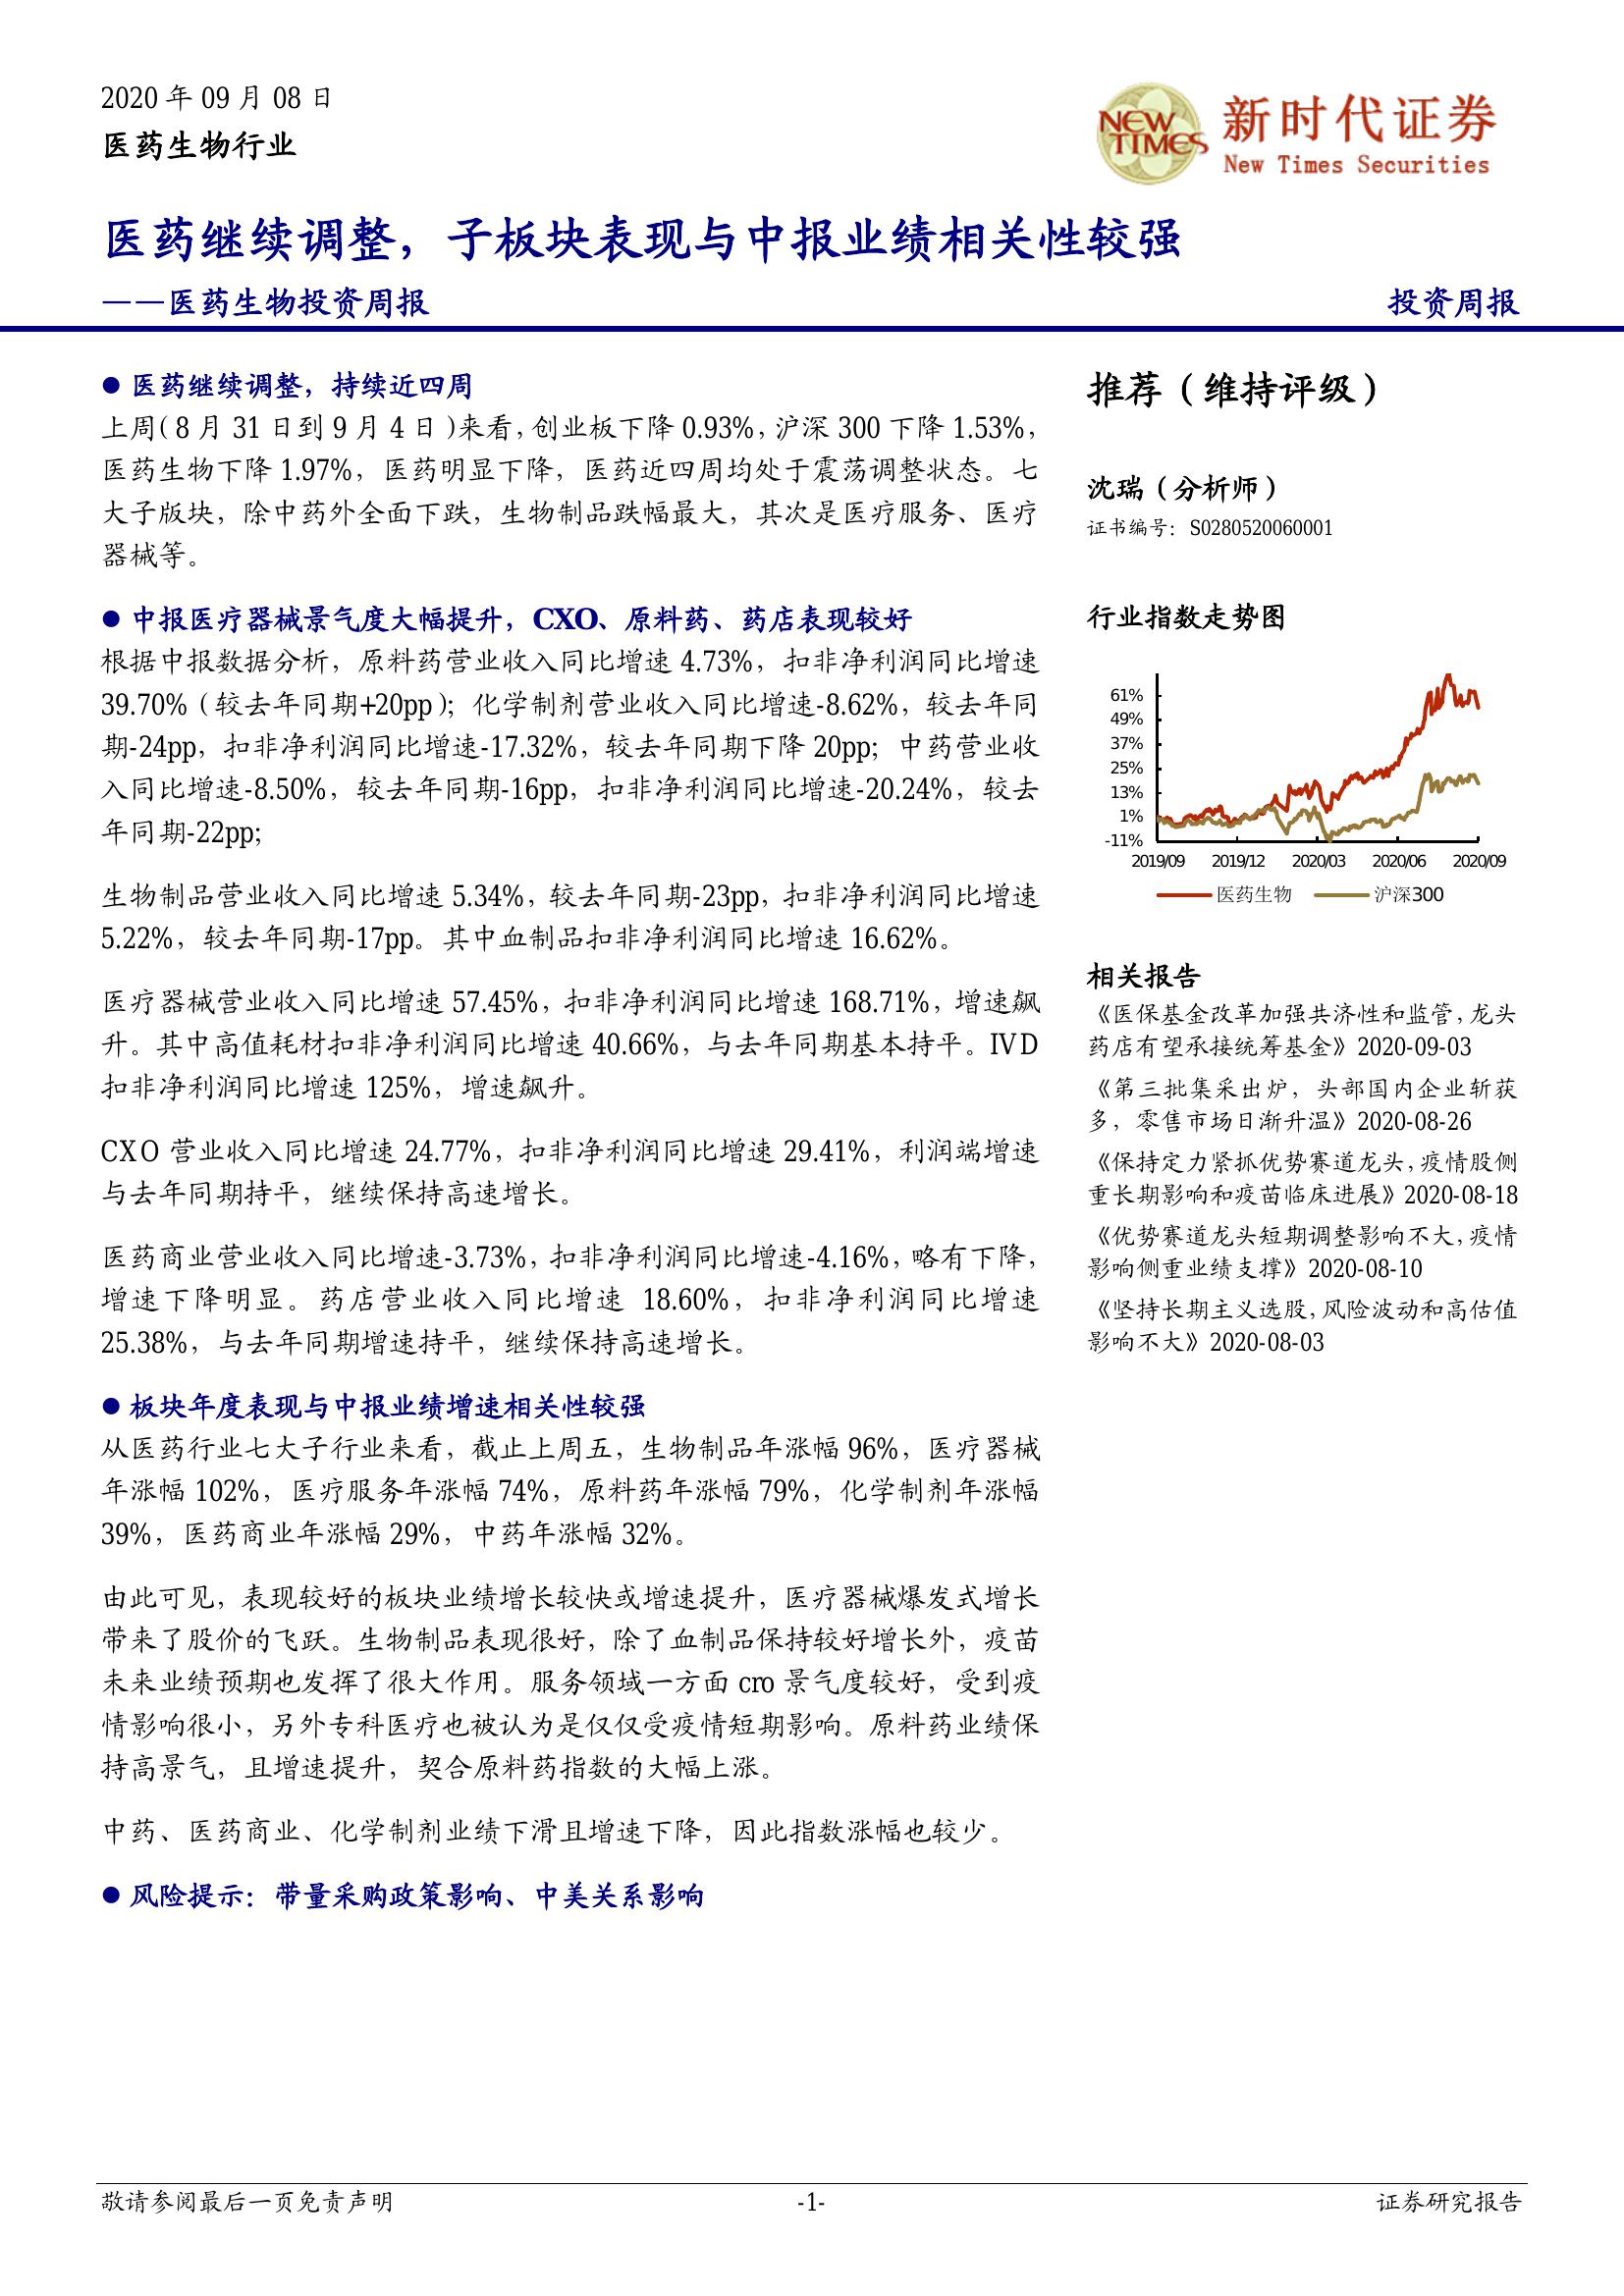 2020 年 09 月 08 日
医药生物行业
NEW TIMES
新时代证券
New Times Securities
医药继续调整，子板块表现与中报业绩相关性较强
——医药生物投资周报
投资周报
● 医药继续调整，持续近四周
上周（8 月 31 日到 9 月 4 日）来看，创业板下降 0.93%，沪深 300 下降 1.53%，
医药生物下降 1.97%，医药明显下降，医药近四周均处于震荡调整状态。七
大子版块，除中药外全面下跌，生物制品跌幅最大，其次是医疗服务、医疗
器械等。
● 中报医疗器械景气度大幅提升，CXO、原料药、药店表现较好
根据中报数据分析，原料药营业收入同比增速 4.73%，扣非净利润同比增速
39.70%（较去年同期+20pp）；化学制剂营业收入同比增速-8.62%，较去年同
期-24pp，扣非净利润同比增速-17.32%，较去年同期下降 20pp；中药营业收
入同比增速-8.50%，较去年同期-16pp，扣非净利润同比增速-20.24%，较去
年同期-22pp；
生物制品营业收入同比增速 5.34%，较去年同期-23pp，扣非净利润同比增速
5.22%，较去年同期-17pp。其中血制品扣非净利润同比增速 16.62%。
医疗器械营业收入同比增速 57.45%，扣非净利润同比增速 168.71%，增速飙
升。其中高值耗材扣非净利润同比增速 40.66%，与去年同期基本持平。IVD
扣非净利润同比增速 125%，增速飙升。
CXO 营业收入同比增速 24.77%，扣非净利润同比增速 29.41%，利润端增速
与去年同期持平，继续保持高速增长。
医药商业营业收入同比增速-3.73%，扣非净利润同比增速-4.16%，略有下降，
增速下降明显。药店营业收入同比增速 18.60%，扣非净利润同比增速
25.38%，与去年同期增速持平，继续保持高速增长。
● 板块年度表现与中报业绩增速相关性较强
从医药行业七大子行业来看，截止上周五，生物制品年涨幅 96%，医疗器械
年涨幅 102%，医疗服务年涨幅 74%，原料药年涨幅 79%，化学制剂年涨幅
39%，医药商业年涨幅 29%，中药年涨幅 32%。
由此可见，表现较好的板块业绩增长较快或增速提升，医疗器械爆发式增长
带来了股价的飞跃。生物制品表现很好，除了血制品保持较好增长外，疫苗
未来业绩预期也发挥了很大作用。服务领域一方面 cro 景气度较好，受到疫
情影响很小，另外专科医疗也被认为是仅仅受疫情短期影响。原料药业绩保
持高景气，且增速提升，契合原料药指数的大幅上涨。
中药、医药商业、化学制剂业绩下滑且增速下降，因此指数涨幅也较少。
● 风险提示：带量采购政策影响、中美关系影响
推荐（维持评级）
沈瑞（分析师）
证书编号：S0280520060001
行业指数走势图
61%
49%
37%
25%
13%
1%
-11%
2019/09 2019/12 2020/03 2020/06 2020/09
医药生物 沪深300
相关报告
《医保基金改革加强共济性和监管，龙头
药店有望承接统筹基金》2020-09-03
《第三批集采出炉，头部国内企业斩获
多，零售市场日渐升温》2020-08-26
《保持定力紧抓优势赛道龙头，疫情股侧
重长期影响和疫苗临床进展》2020-08-18
《优势赛道龙头短期调整影响不大，疫情
影响侧重业绩支撑》2020-08-10
《坚持长期主义选股，风险波动和高估值
影响不大》2020-08-03
敬请参阅最后一页免责声明
-1-
证券研究报告